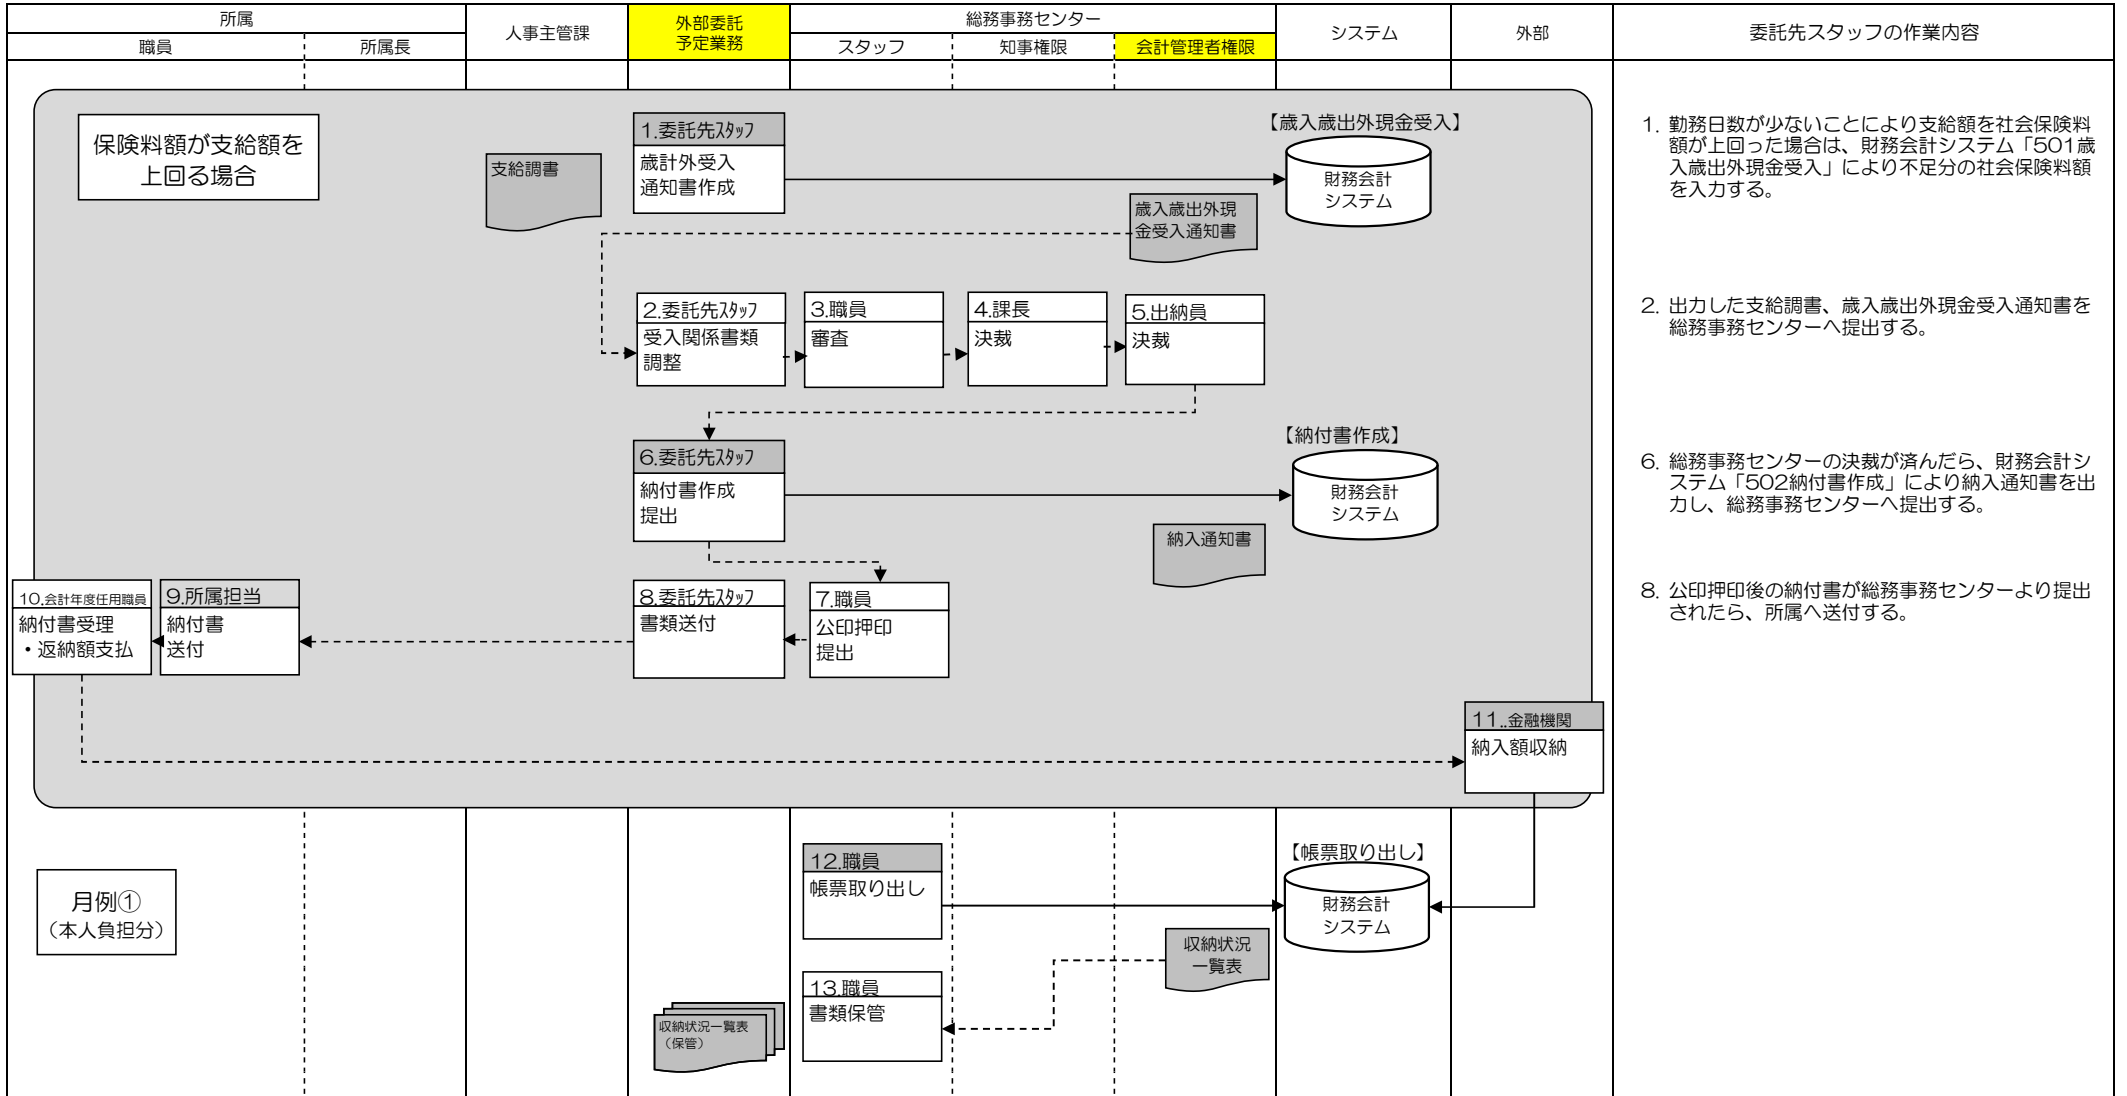 所属
人事主管課
外部委託
予定業務
総務事務センター
システム
外部
委託先スタッフの作業内容
職員
所属長
スタッフ
知事権限
会計管理者権限
保険料額が支給額を
上回る場合
支給調書
1.委託先ｽﾀｯﾌ
歳計外受入
通知書作成
【歳入歳出外現金受入】
財務会計
システム
歳入歳出外現
金受入通知書
1. 勤務日数が少ないことにより支給額を社会保険料
額が上回った場合は、財務会計システム「501歳
入歳出外現金受入」により不足分の社会保険料額
を入力する。
2.委託先ｽﾀｯﾌ
受入関係書類
調整
3.職員
審査
4.課長
決裁
5.出納員
決裁
2. 出力した支給調書、歳入歳出外現金受入通知書を
総務事務センターへ提出する。
6.委託先ｽﾀｯﾌ
納付書作成
提出
【納付書作成】
財務会計
システム
納入通知書
6. 総務事務センターの決裁が済んだら、財務会計シ
ステム「502納付書作成」により納入通知書を出
力し、総務事務センターへ提出する。
10.会計年度任用職員
納付書受理
・返納額支払
9.所属担当
納付書
送付
8.委託先ｽﾀｯﾌ
書類送付
7.職員
公印押印
提出
8. 公印押印後の納付書が総務事務センターより提出
されたら、所属へ送付する。
11..金融機関
納入額収納
月例①
（本人負担分）
12.職員
帳票取り出し
【帳票取り出し】
財務会計
システム
収納状況
一覧表
13.職員
書類保管
収納状況一覧表
（保管）